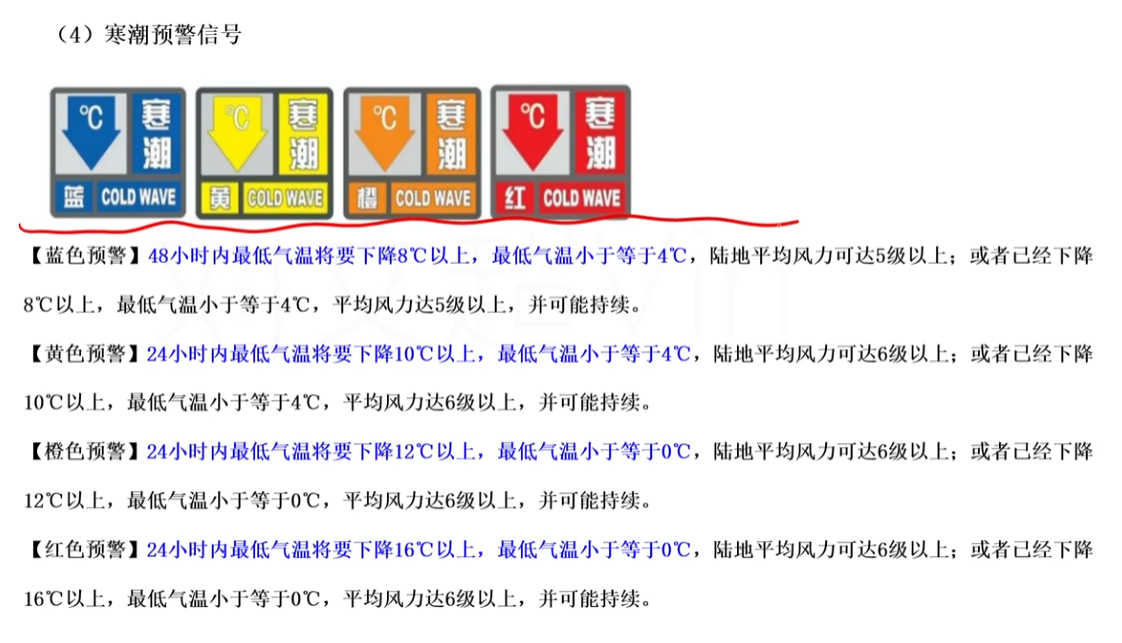 （4）寒潮预警信号
℃ 寒潮 ℃ 寒潮 ℃ 寒潮 ℃ 寒潮
蓝 COLD WAVE 黄 COLD WAVE 橙 COLD WAVE 红 COLD WAVE
【蓝色预警】48小时内最低气温将要下降8℃以上，最低气温小于等于4℃，陆地平均风力可达5级以上；或者已经下降
8℃以上，最低气温小于等于4℃，平均风力达5级以上，并可能持续。
【黄色预警】24小时内最低气温将要下降10℃以上，最低气温小于等于4℃，陆地平均风力可达6级以上；或者已经下降
10℃以上，最低气温小于等于4℃，平均风力达6级以上，并可能持续。
【橙色预警】24小时内最低气温将要下降12℃以上，最低气温小于等于0℃，陆地平均风力可达6级以上；或者已经下降
12℃以上，最低气温小于等于0℃，平均风力达6级以上，并可能持续。
【红色预警】24小时内最低气温将要下降16℃以上，最低气温小于等于0℃，陆地平均风力可达6级以上；或者已经下降
16℃以上，最低气温小于等于0℃，平均风力达6级以上，并可能持续。